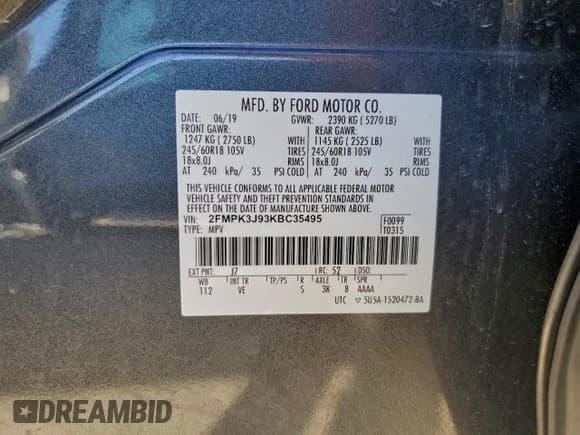 MFD. BY FORD MOTOR CO.
DATE: 06/19 GVWR: 2390 KG ( 5270 LB)
FRONT GAWR: REAR GAWR:
1247 KG ( 2750 LB) WITH 1145 KG ( 2525 LB) WITH
245/60R18 105V TIRES 245/60R18 105V TIRES
18x8.0J RIMS 18x8.0J RIMS
AT 240 kPa/ 35 PSI COLD AT 240 kPa/ 35 PSI COLD
THIS VEHICLE CONFORMS TO ALL APPLICABLE FEDERAL MOTOR
VEHICLE SAFETY AND THEFT PREVENTION STANDARDS IN
EFFECT ON THE DATE OF MANUFACTURE SHOWN ABOVE.
VIN: 2FMPK3J93KBC35495 F0099
TYPE: MPV T0315
EXT PNT: J7 RC: 52 DSO:
WB INT TR TP/PS R AXLE TR SPR
112 VE S 3K 8 AAAA
UTC ▽ 5U5A-1520472-BA
DREAMBID